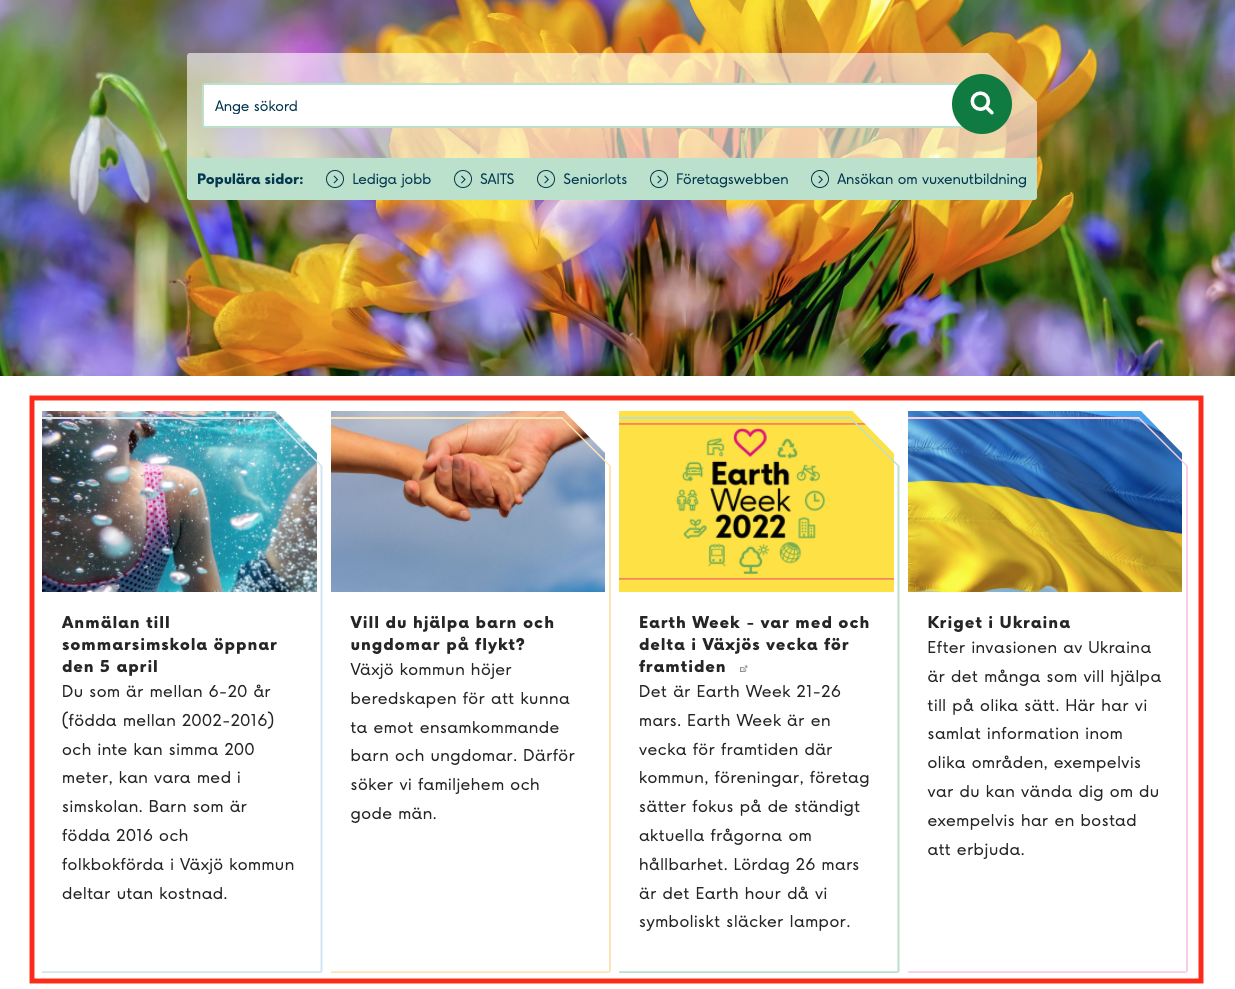 Ange sökord
Populära sidor: Lediga jobb SAITS Seniorlots Företagswebben Ansökan om vuxenutbildning
Anmälan till
sommarsimskola öppnar
den 5 april
Du som är mellan 6-20 år
(födda mellan 2002-2016)
och inte kan simma 200
meter, kan vara med i
simskolan. Barn som är
födda 2016 och
folkbokförda i Växjö kommun
deltar utan kostnad.
Vill du hjälpa barn och
ungdomar på flykt?
Växjö kommun höjer
beredskapen för att kunna
ta emot ensamkommande
barn och ungdomar. Därför
söker vi familjehem och
gode män.
Earth
Week
2022
Earth Week - var med och
delta i Växjös vecka för
framtiden
Det är Earth Week 21-26
mars. Earth Week är en
vecka för framtiden där
kommun, föreningar, företag
sätter fokus på de ständigt
aktuella frågorna om
hållbarhet. Lördag 26 mars
är det Earth hour då vi
symboliskt släcker lampor.
Kriget i Ukraina
Efter invasionen av Ukraina
är det många som vill hjälpa
till på olika sätt. Här har vi
samlat information inom
olika områden, exempelvis
var du kan vända dig om du
exempelvis har en bostad
att erbjuda.